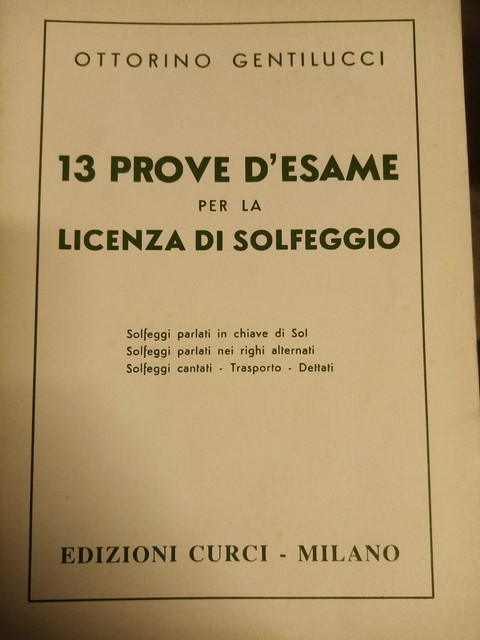 OTTORINO GENTILUCCI
13 PROVE D'ESAME
PER LA
LICENZA DI SOLFEGGIO
Solfeggi parlati in chiave di Sol
Solfeggi parlati nei righi alternati
Solfeggi cantati - Trasporto - Dettati
EDIZIONI CURCI - MILANO